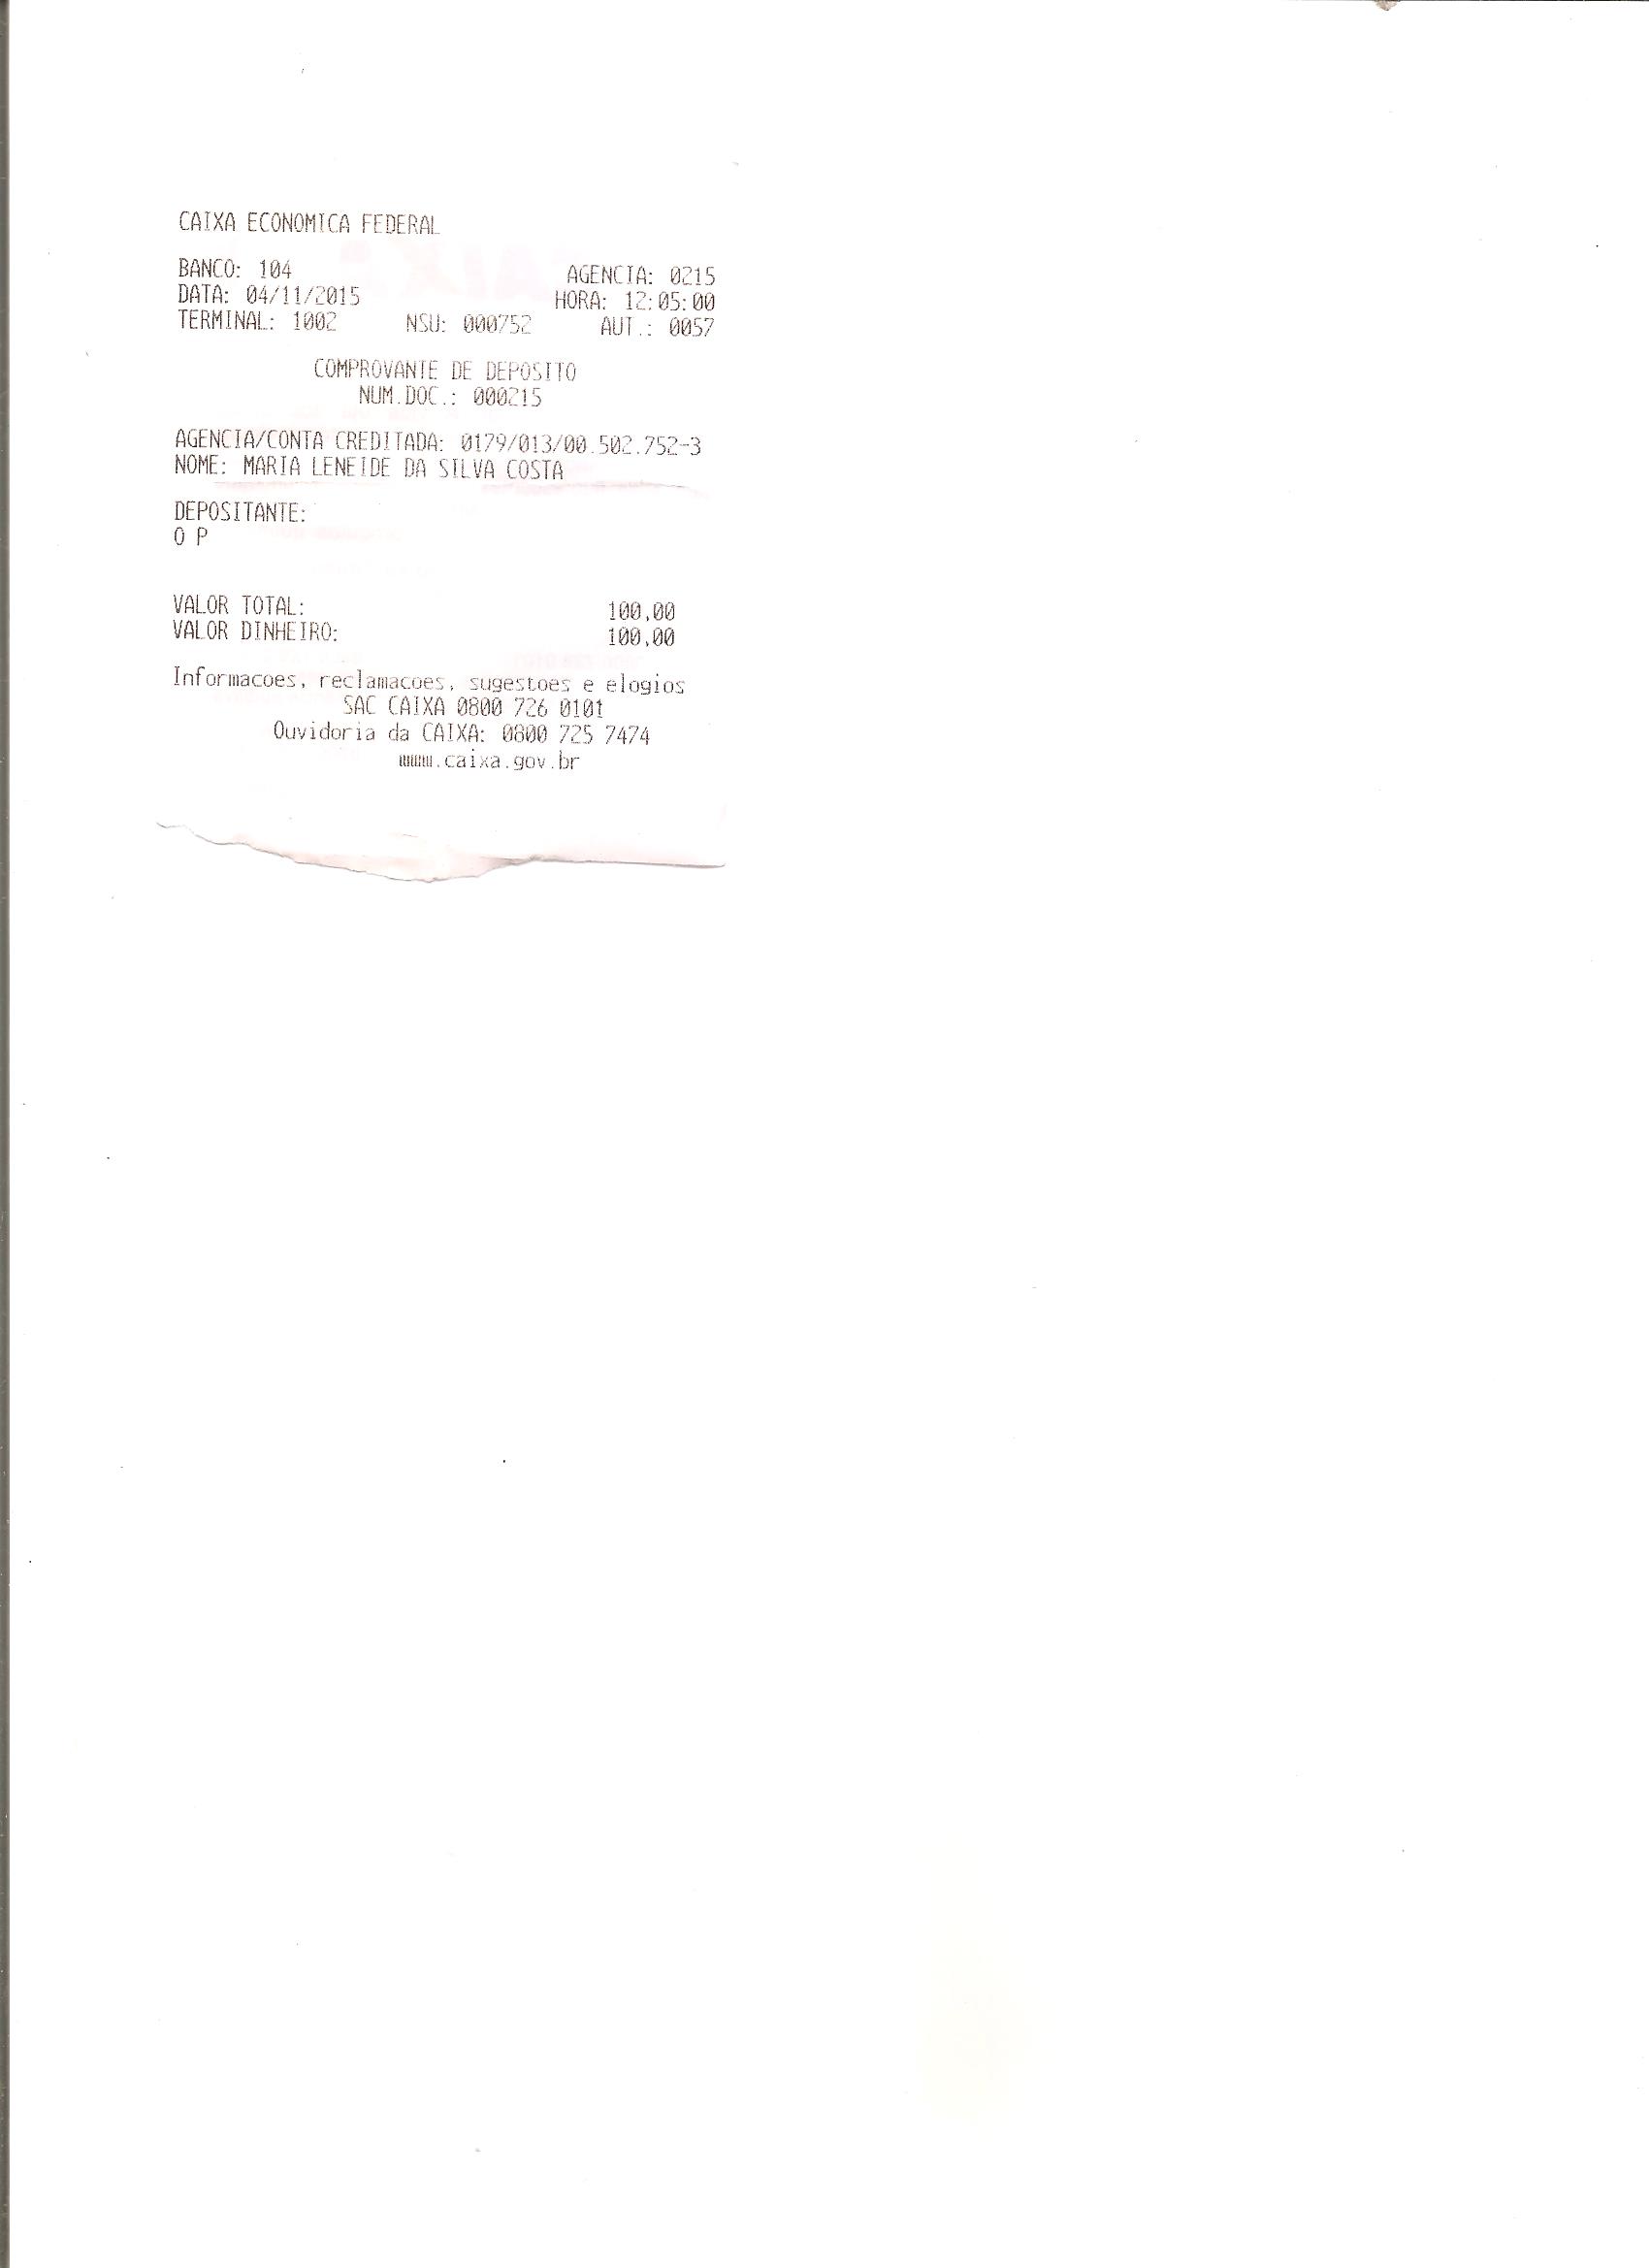 CAIXA ECONOMICA FEDERAL
BANCO: 104 AGENCIA: 0215
DATA: 04/11/2015 HORA: 12:05:00
TERMINAL: 1002 NSU: 000752 AUT.: 0057
COMPROVANTE DE DEPOSITO
NUM.DOC.: 000215
AGENCIA/CONTA CREDITADA: 0179/013/00.502.752-3
NOME: MARIA LENEIDE DA SILVA COSTA
DEPOSITANTE:
O P
VALOR TOTAL: 100,00
VALOR DINHEIRO: 100,00
Informacoes, reclamacoes, sugestoes e elogios
SAC CAIXA 0800 726 0101
Ouvidoria da CAIXA: 0800 725 7474
www.caixa.gov.br